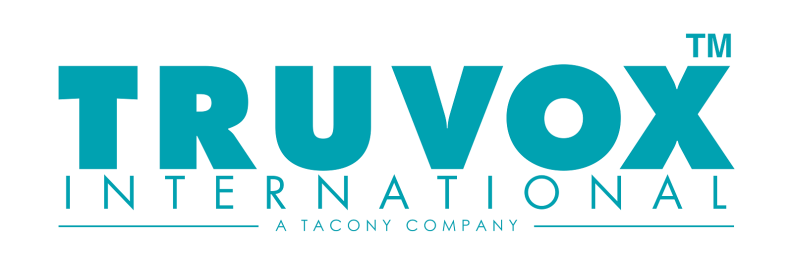 TRUVOX™
INTERNATIONAL
A TACONY COMPANY